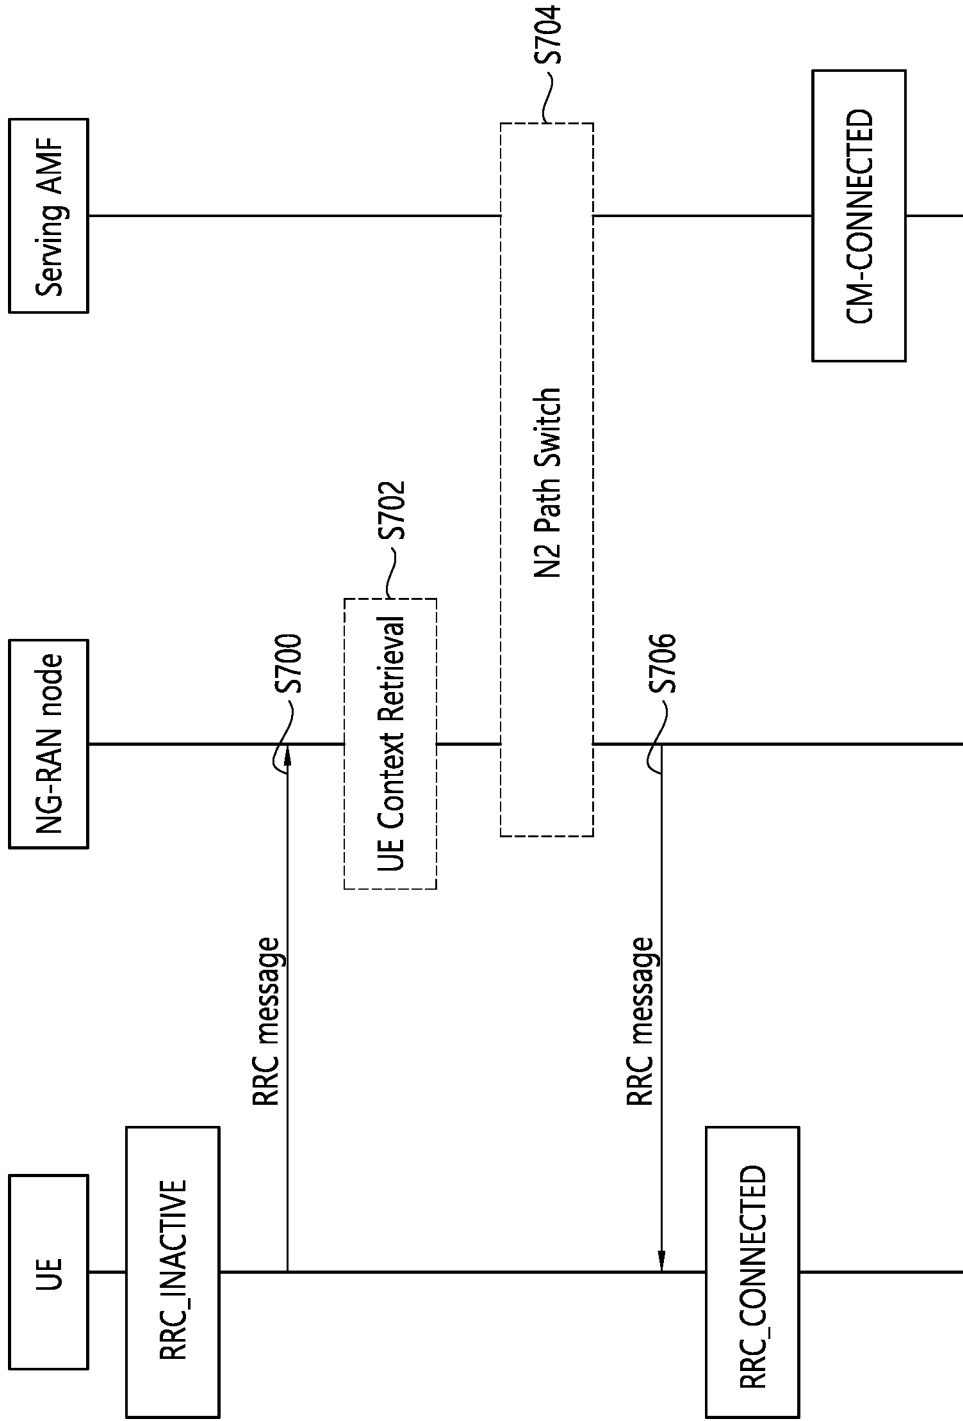 UE
NG-RAN node
Serving AMF
RRC_INACTIVE
RRC message
S700
UE Context Retrieval
S702
N2 Path Switch
S704
RRC message
S706
RRC_CONNECTED
CM-CONNECTED